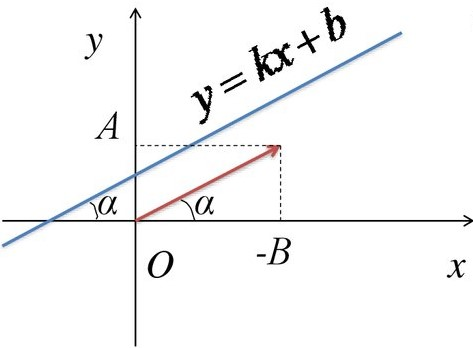 y
y = kx + b
A
α
α
O
-B
x